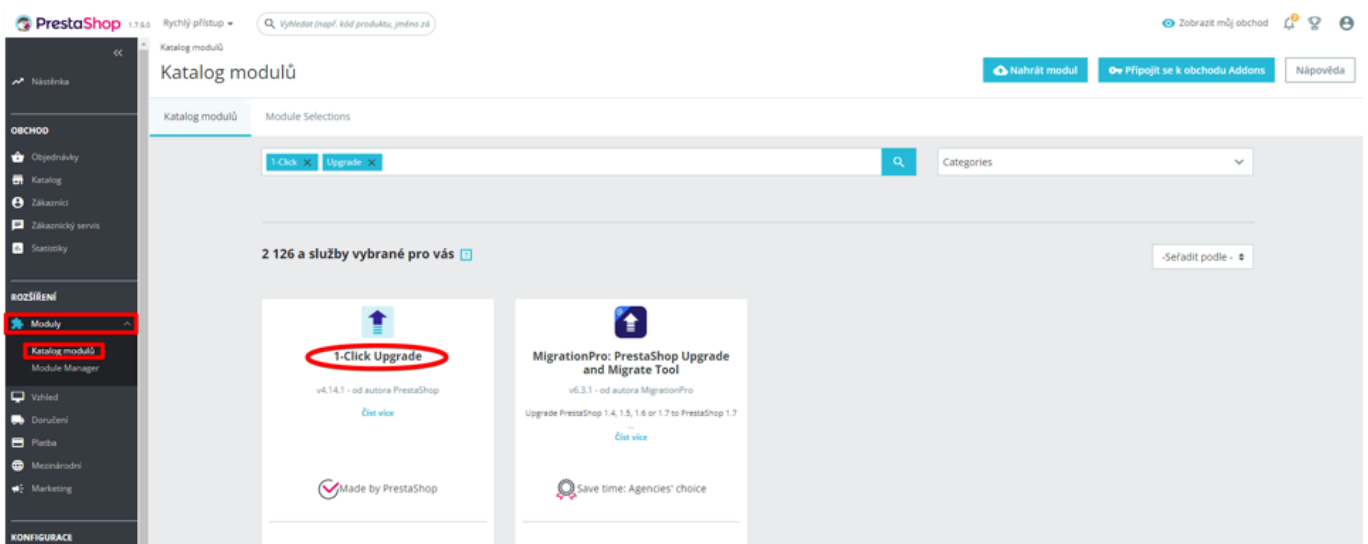 PrestaShop 1.7.5.0 Rychlý přístup Vyhledat (např. kód produktu, jméno zá Zobrazit můj obchod
Katalog modulů
Katalog modulů
Nahrát modul Připojit se k obchodu Addons Nápověda
Katalog modulů Module Selections
Nástěnka
OBCHOD
Objednávky
Katalog
Zákazníci
Zákaznický servis
Statistiky
ROZŠÍŘENÍ
Moduly
Katalog modulů
Module Manager
Vzhled
Doručení
Platba
Mezinárodní
Marketing
KONFIGURACE
1-Click × Upgrade × Categories
2 126 a služby vybrané pro vás ?
-Seřadit podle -
1-Click Upgrade
v4.14.1 - od autora PrestaShop
Číst více
Made by PrestaShop
MigrationPro: PrestaShop Upgrade
and Migrate Tool
v6.3.1 - od autora MigrationPro
Upgrade PrestaShop 1.4, 1.5, 1.6 or 1.7 to PrestaShop 1.7
...
Číst více
Save time: Agencies' choice